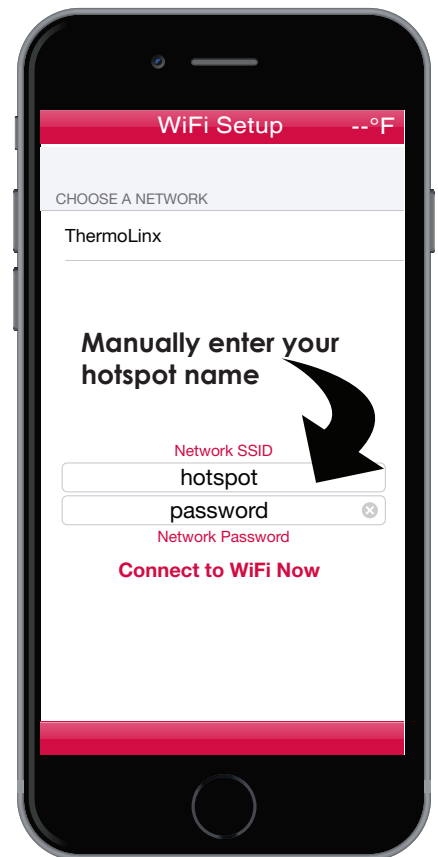 WiFi Setup --°F
CHOOSE A NETWORK
ThermoLinx
Manually enter your
hotspot name
Network SSID
hotspot
password
Network Password
Connect to WiFi Now